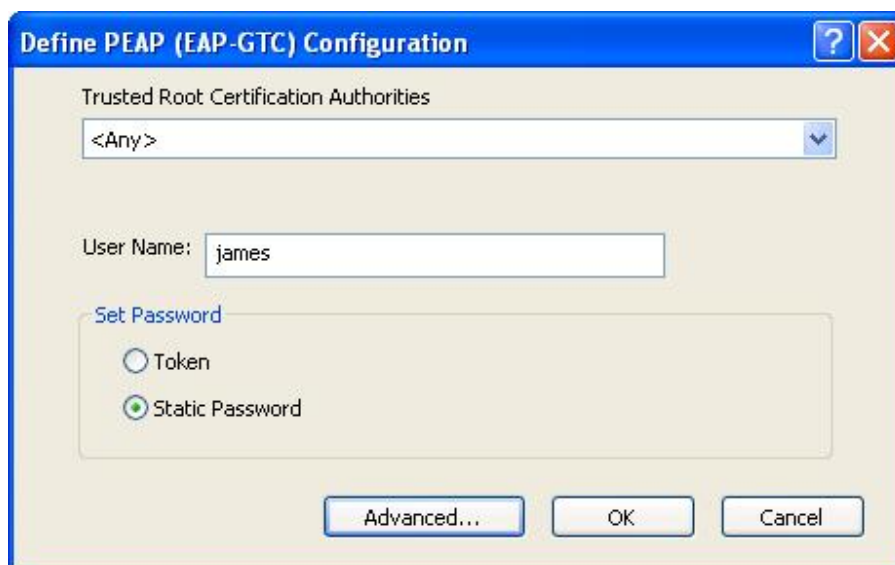 Define PEAP (EAP-GTC) Configuration
Trusted Root Certification Authorities
<Any>
User Name: james
Set Password
Token
Static Password
Advanced... OK Cancel